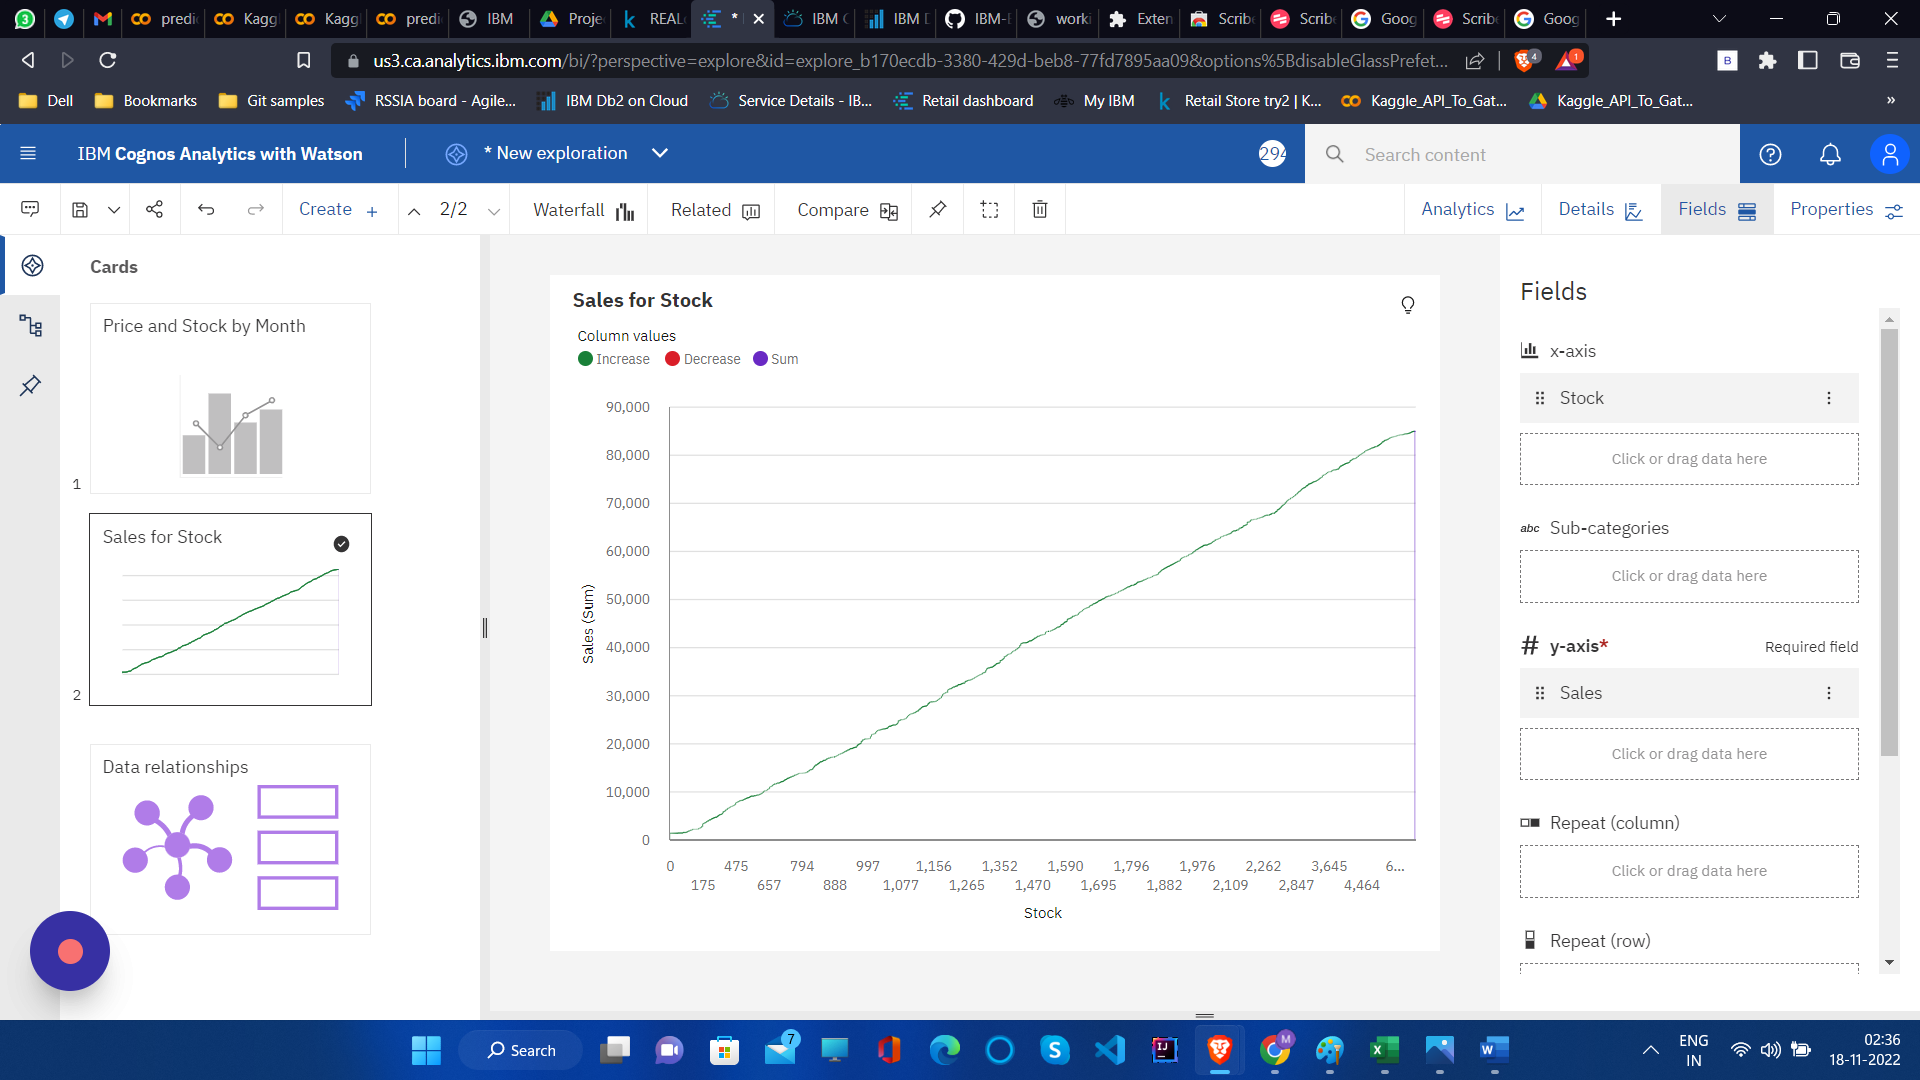 3
predi
Kaggl
Kaggl
predi
IBM
Proje
REAL
*
IBM C
IBM D
IBM-E
worki
Exten
Scribe
Scribe
Goog
Scribe
Goog
us3.ca.analytics.ibm.com/bi/?perspective=explore&id=explore_b170ecdb-3380-429d-beb8-77fd7895aa09&options%5BdisableGlassPrefet...
4
1
B
Dell
Bookmarks
Git samples
RSSIA board - Agile...
IBM Db2 on Cloud
Service Details - IB...
Retail dashboard
My IBM
Retail Store try2 | K...
Kaggle_API_To_Gat...
Kaggle_API_To_Gat...
»
IBM Cognos Analytics with Watson
* New exploration
294
Search content
Create +
2/2
Waterfall
Related
Compare
Analytics
Details
Fields
Properties
Cards
Price and Stock by Month
1
Sales for Stock
2
Data relationships
Sales for Stock
Column values
Increase Decrease Sum
90,000
80,000
70,000
60,000
50,000
40,000
30,000
20,000
10,000
0
Sales (Sum)
0 475 794 997 1,156 1,352 1,590 1,796 1,976 2,262 3,645 6...
175 657 888 1,077 1,265 1,470 1,695 1,882 2,109 2,847 4,464
Stock
Fields
x-axis
Stock
Click or drag data here
abc Sub-categories
Click or drag data here
# y-axis* Required field
Sales
Click or drag data here
Repeat (column)
Click or drag data here
Repeat (row)
Search
7
M
ENG
IN
02:36
18-11-2022